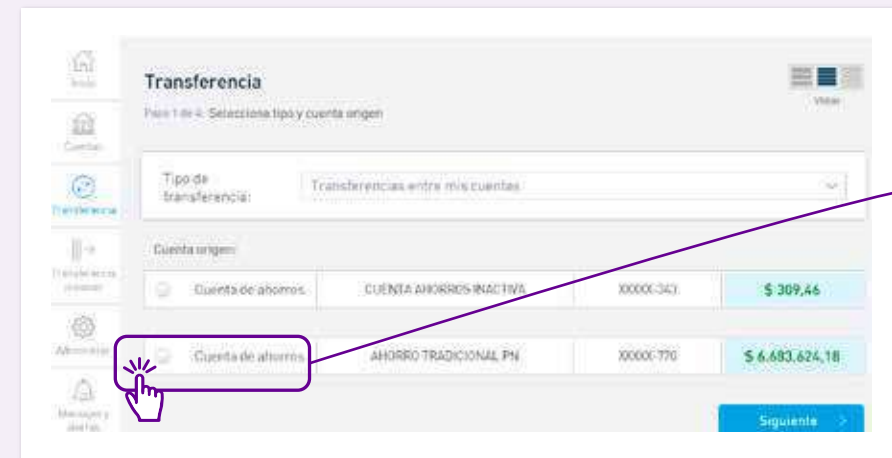 Inicio
Transferencia
Paso 1 de 4: Selecciona tipo y cuenta origen
Vistas
Cuentas
Tipo de
transferencia:
Transferencias entre mis cuentas
Transferencia
Cuenta origen:
Cuenta de ahorros
CUENTA AHORROS INACTIVA
XXXXX-343
$ 309,46
Cuenta de ahorros
AHORRO TRADICIONAL PN
XXXXX-770
$ 6.683.624,18
Mensajes y
alertas
Siguiente